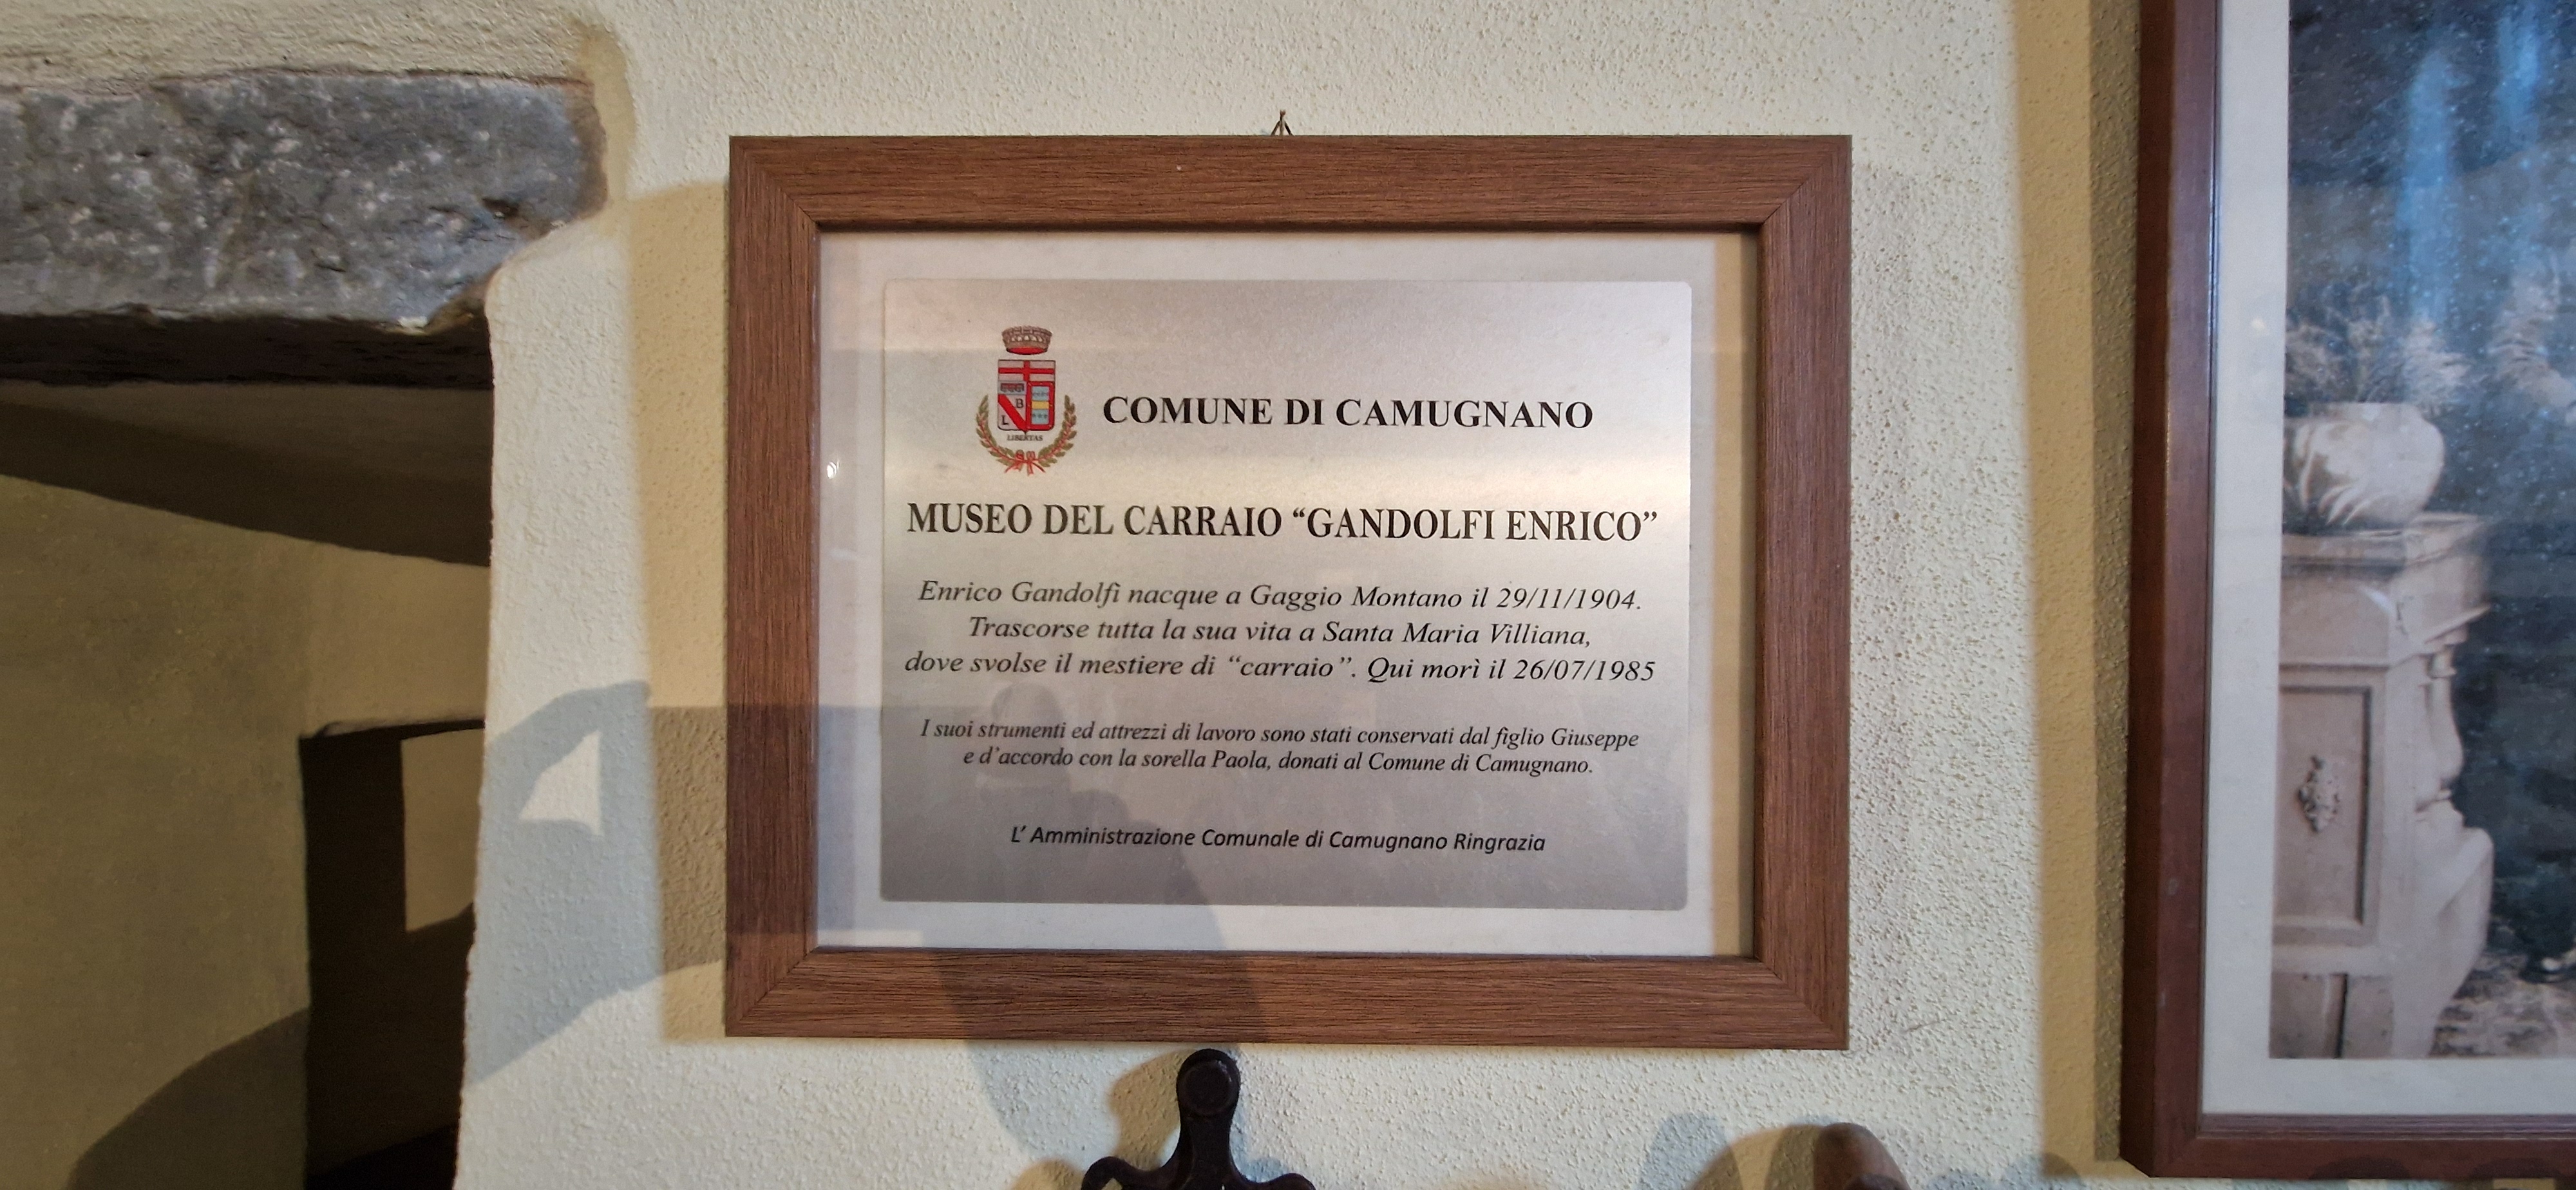 COMUNE DI CAMUGNANO
B
L
LIBERTAS
MUSEO DEL CARRAIO “GANDOLFI ENRICO”
Enrico Gandolfi nacque a Gaggio Montano il 29/11/1904.
Trascorse tutta la sua vita a Santa Maria Villiana,
dove svolse il mestiere di “carraio”. Qui morì il 26/07/1985
I suoi strumenti ed attrezzi di lavoro sono stati conservati dal figlio Giuseppe
e d’accordo con la sorella Paola, donati al Comune di Camugnano.
L’ Amministrazione Comunale di Camugnano Ringrazia